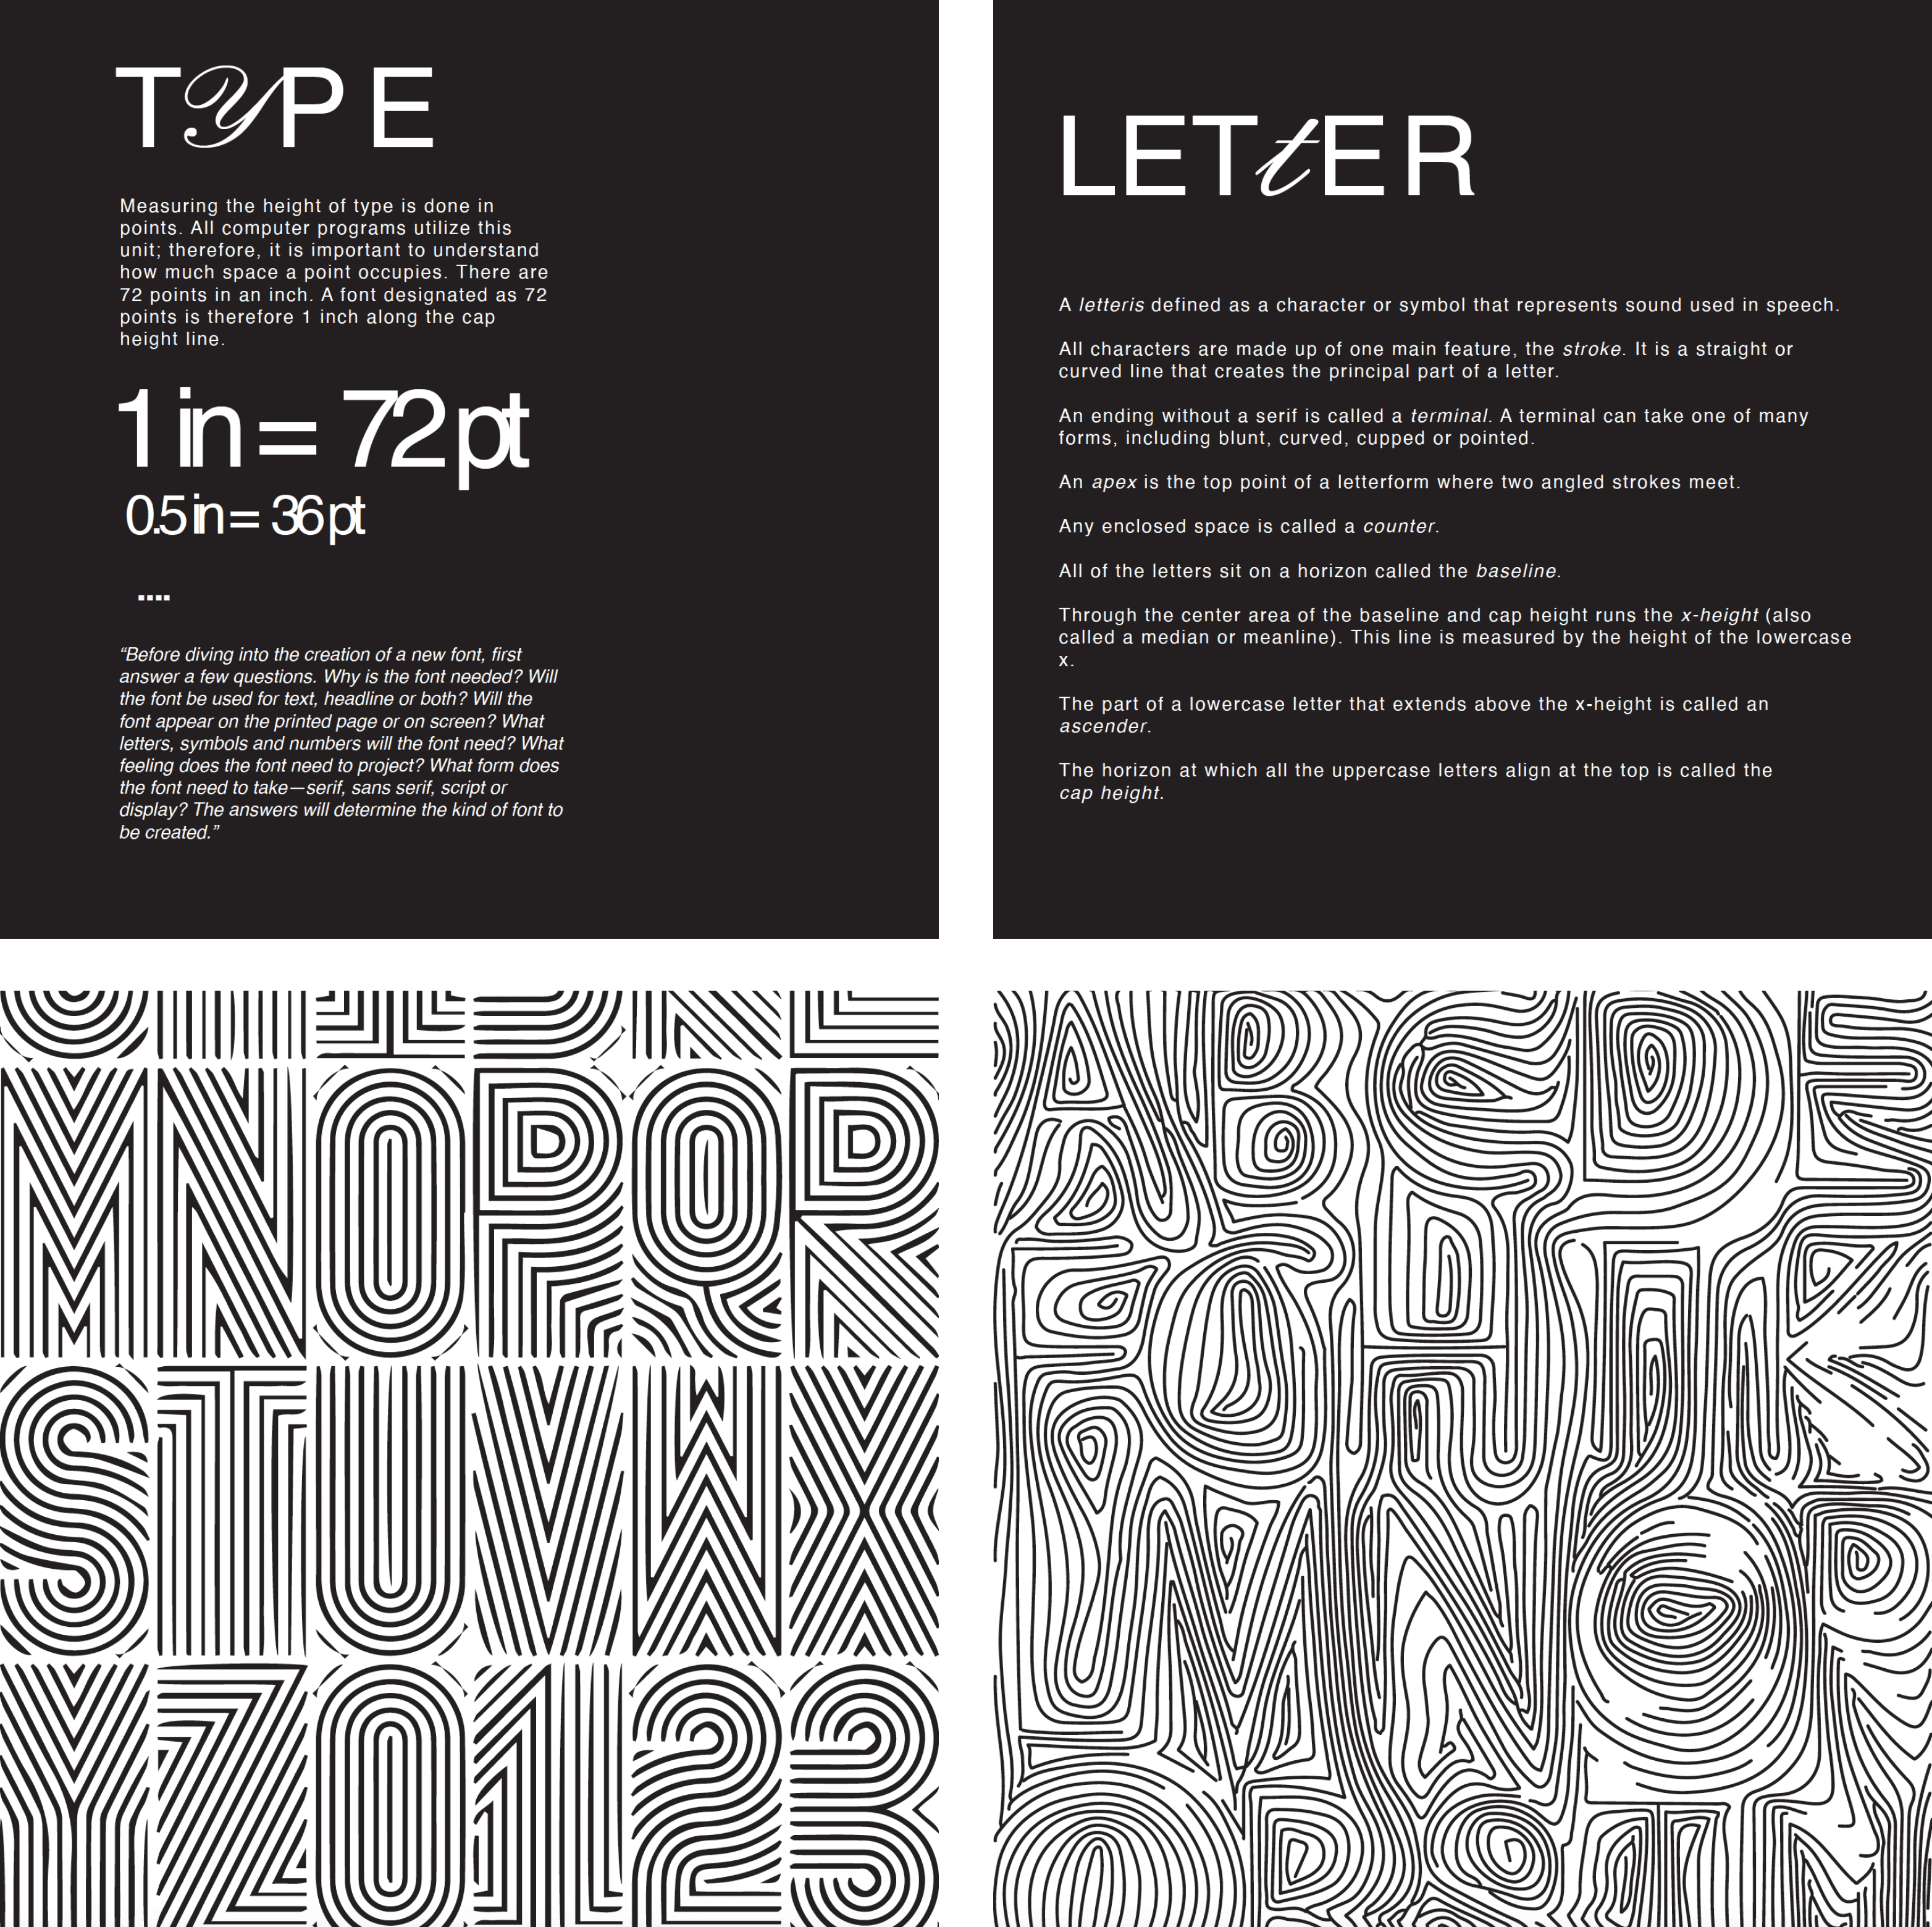 TYPE
Measuring the height of type is done in
points. All computer programs utilize this
unit; therefore, it is important to understand
how much space a point occupies. There are
72 points in an inch. A font designated as 72
points is therefore 1 inch along the cap
height line.
1 in = 72 pt
0.5 in = 36 pt
....
“Before diving into the creation of a new font, first
answer a few questions. Why is the font needed? Will
the font be used for text, headline or both? Will the
font appear on the printed page or on screen? What
letters, symbols and numbers will the font need? What
feeling does the font need to project? What form does
the font need to take—serif, sans serif, script or
display? The answers will determine the kind of font to
be created.”
LETtER
A letteris defined as a character or symbol that represents sound used in speech.
All characters are made up of one main feature, the stroke. It is a straight or
curved line that creates the principal part of a letter.
An ending without a serif is called a terminal. A terminal can take one of many
forms, including blunt, curved, cupped or pointed.
An apex is the top point of a letterform where two angled strokes meet.
Any enclosed space is called a counter.
All of the letters sit on a horizon called the baseline.
Through the center area of the baseline and cap height runs the x-height (also
called a median or meanline). This line is measured by the height of the lowercase
x.
The part of a lowercase letter that extends above the x-height is called an
ascender.
The horizon at which all the uppercase letters align at the top is called the
cap height.
MNOPQR
STUVWX
YZ0123
ABCDE